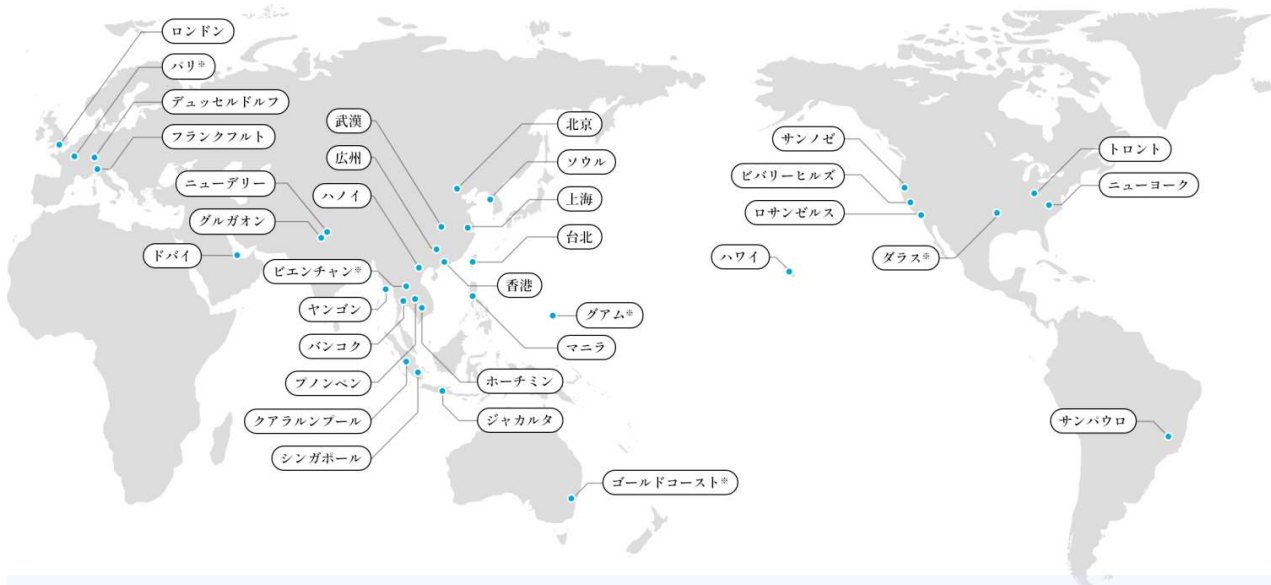 ロンドン
パリ※
デュッセルドルフ
フランクフルト
ニューデリー
グルガオン
ドバイ
武漢
広州
ハノイ
ビエンチャン※
ヤンゴン
バンコク
プノンペン
クアラルンプール
シンガポール
北京
ソウル
上海
台北
香港
グアム※
マニラ
ホーチミン
ジャカルタ
ゴールドコースト※
サンノゼ
ビバリーヒルズ
ロサンゼルス
ハワイ
ダラス※
トロント
ニューヨーク
サンパウロ